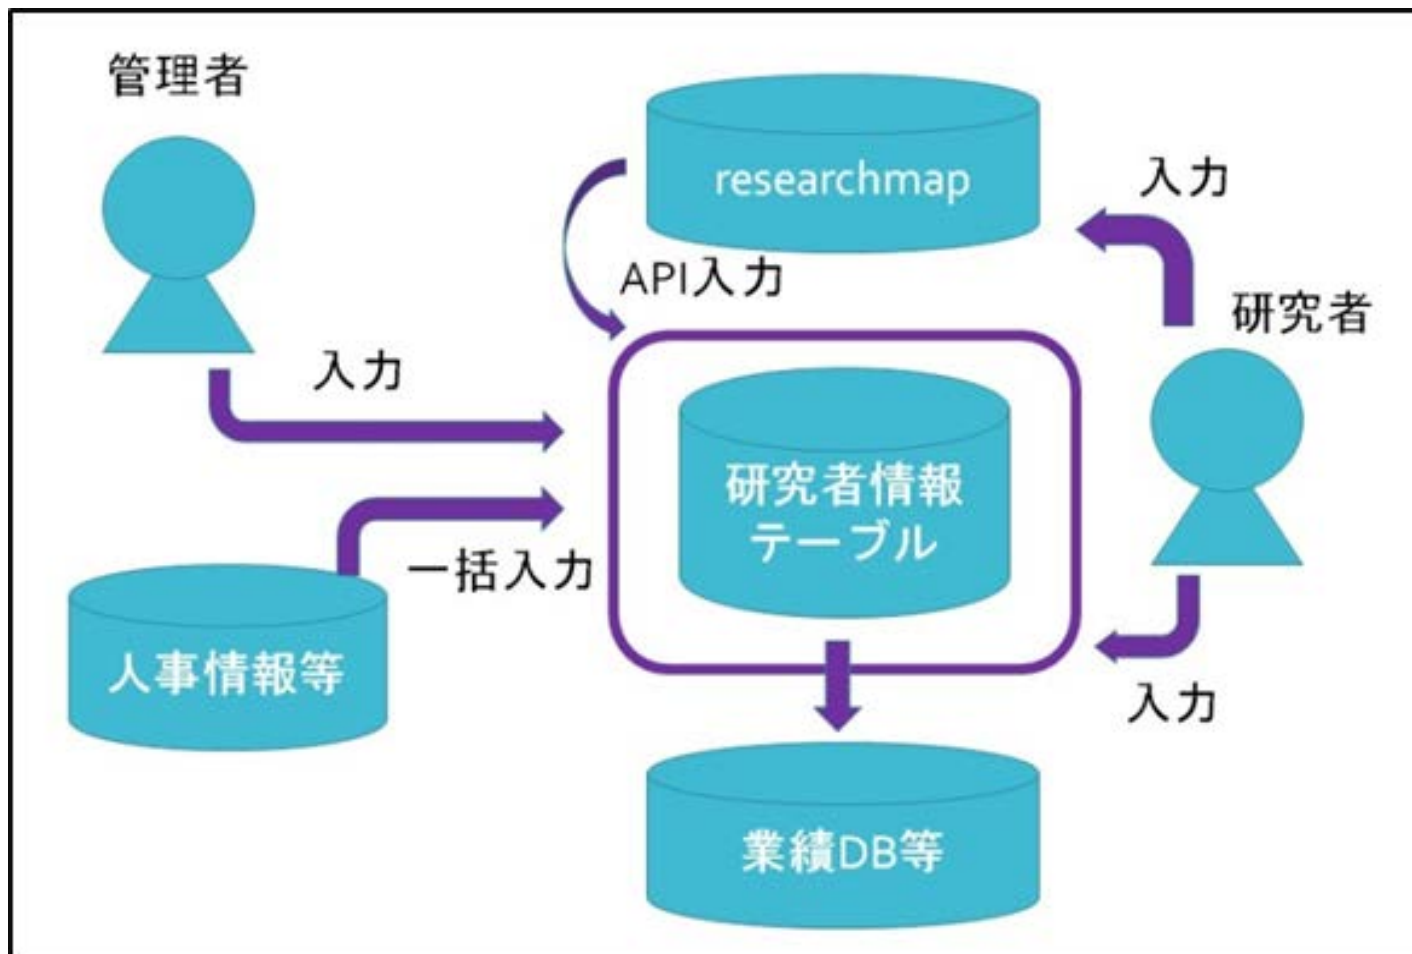 管理者
researchmap
入力
API入力
研究者
入力
研究者情報
テーブル
一括入力
人事情報等
入力
業績DB等